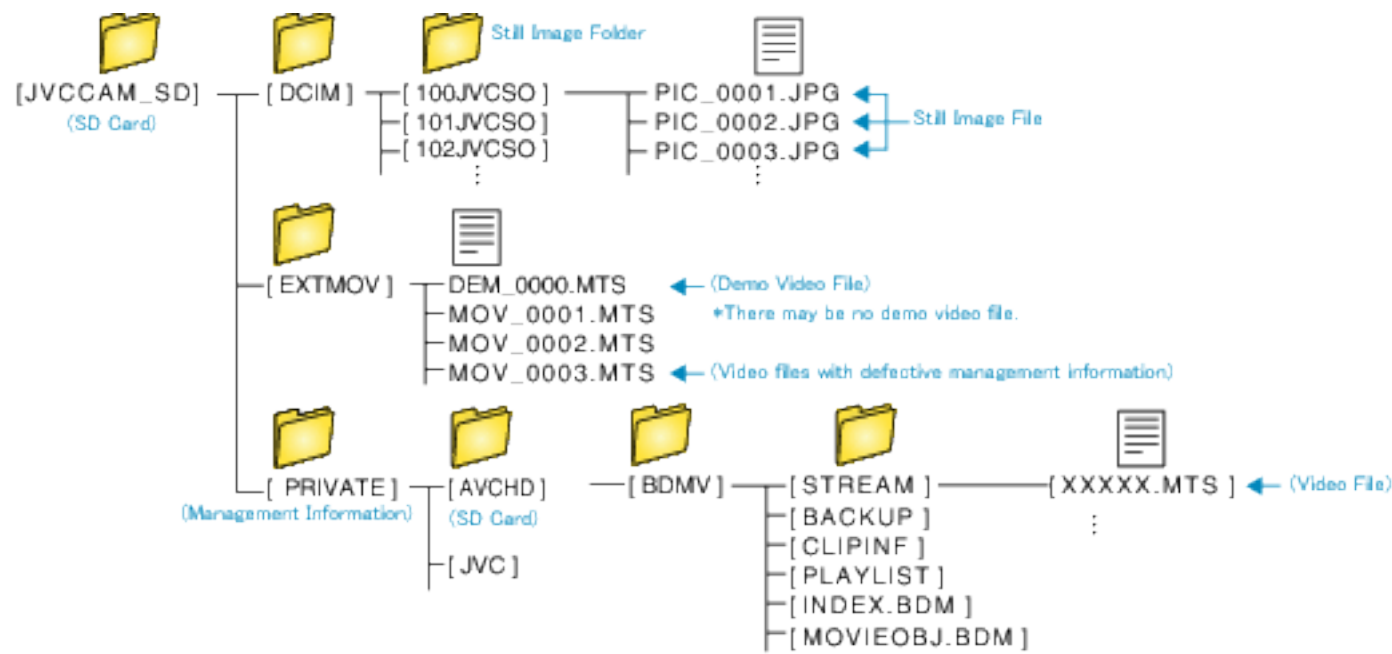 Still Image Folder
[JVCCAM_SD] [DCIM] [100JVCSO] PIC_0001.JPG
(SD Card) [101JVCSO] PIC_0002.JPG Still Image File
[102JVCSO] PIC_0003.JPG
[EXTMOV] DEM_0000.MTS (Demo Video File)
MOV_0001.MTS *There may be no demo video file.
MOV_0002.MTS
MOV_0003.MTS (Video files with defective management information)
[PRIVATE] [AVCHD] [BDMV] [STREAM] [XXXXX.MTS] (Video File)
(Management Information) (SD Card) [BACKUP]
[CLIPINF]
[JVC] [PLAYLIST]
[INDEX.BDM]
[MOVIEOBJ.BDM]